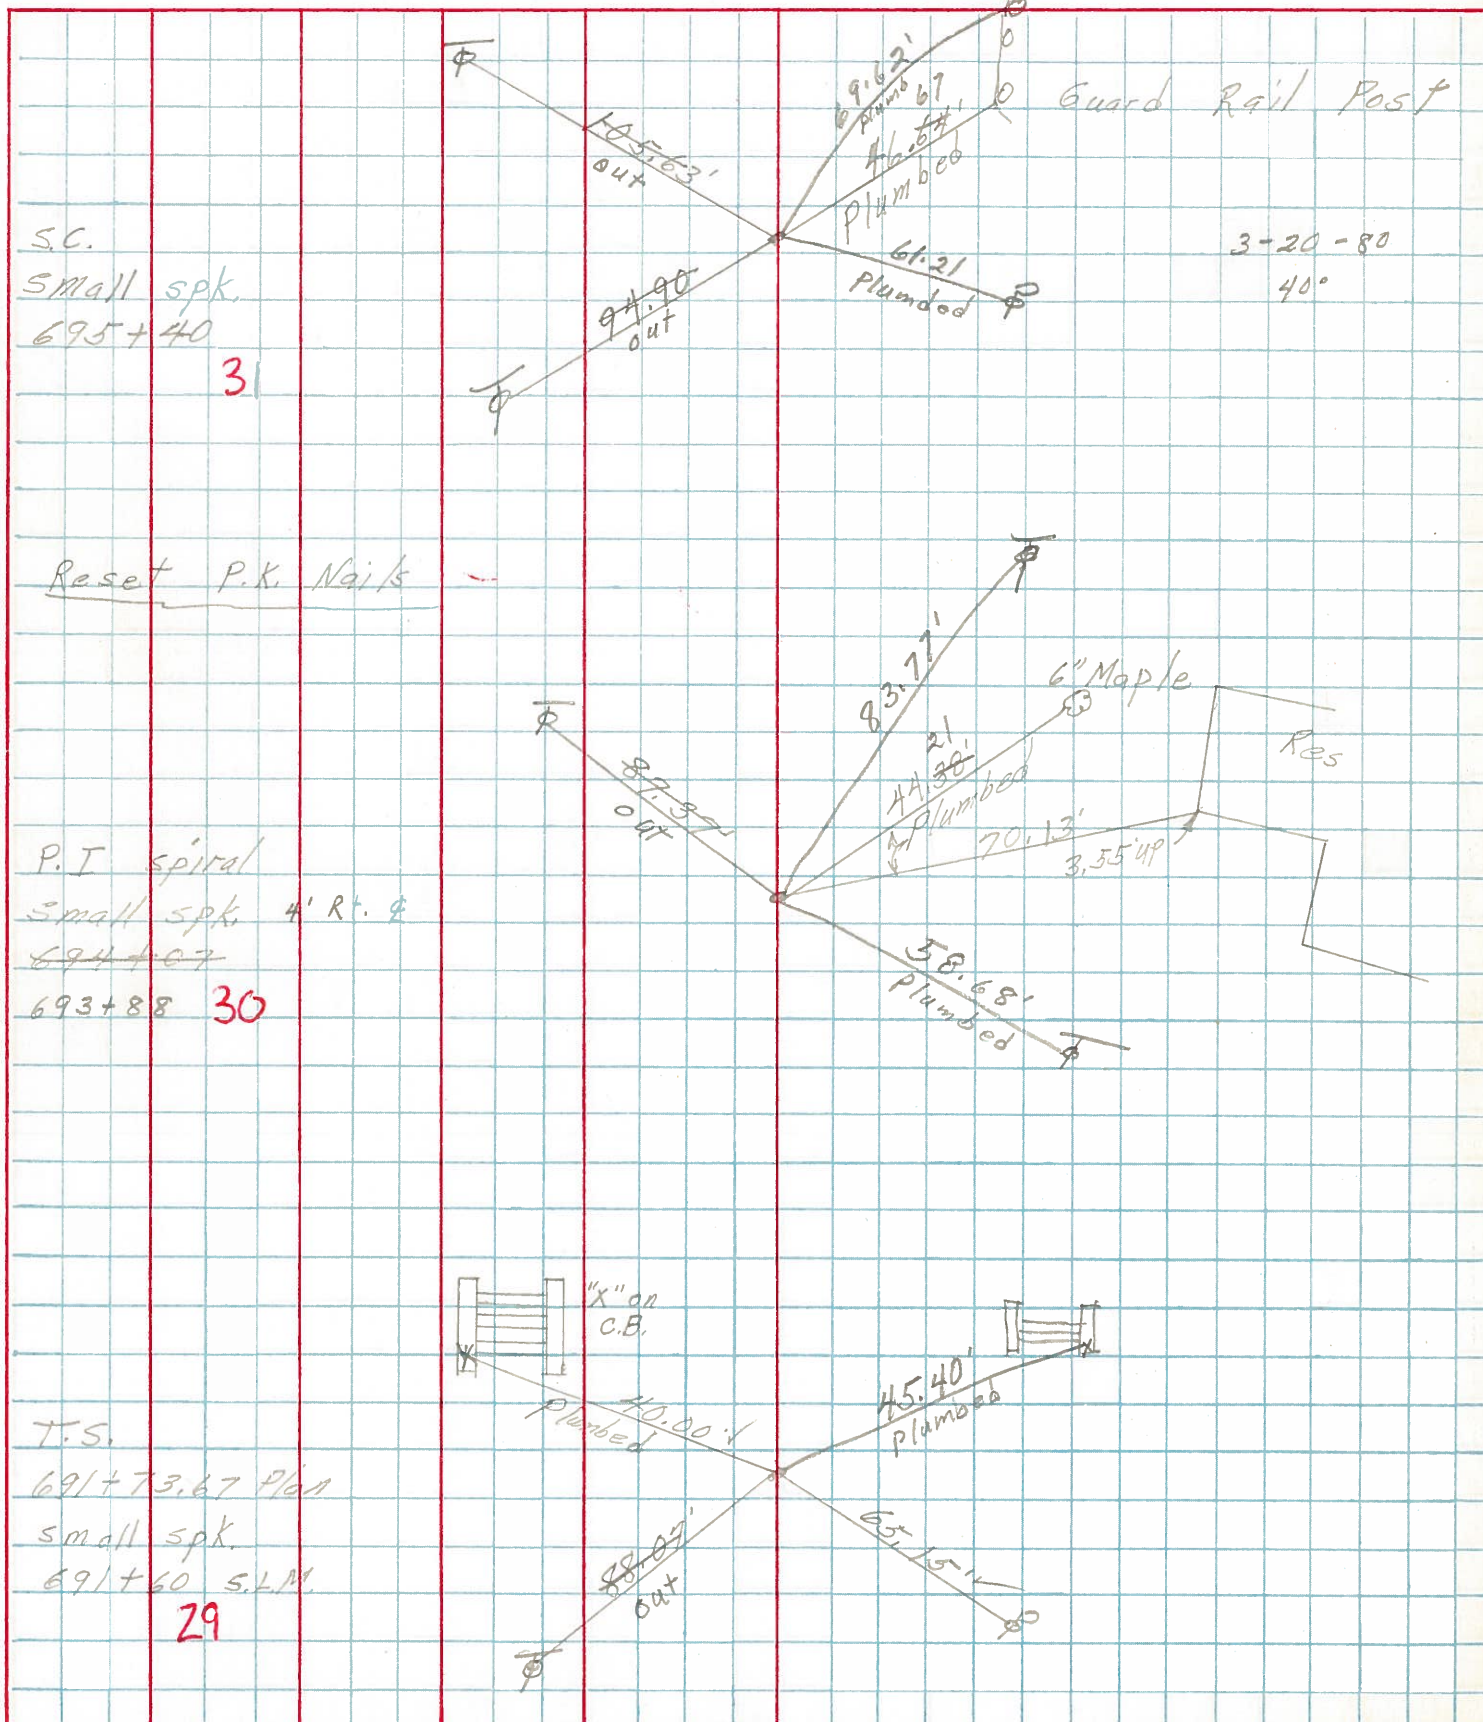 69.62'
plumb
67
46.64'
Plumbed
Guard Rail Post
105.63'
out
S.C.
small spk.
695+40
31
94.90
out
61.21
Plumded
3-20-80
40°
Reset P.K. Nails
83.77'
6" Maple
Res
21
44.38'
Plumbed
87.37
out
70.13'
3.55' up
P.I spiral
small spk. 4' Rt. ℄
694+07
693+88 30
58.68'
Plumbed
"X" on
C.B.
45.40'
plumbed
40.00'
Plumbed
T.S.
691+73.67 Plan
small spk.
691+60 S.L.M.
29
88.07'
out
65.15'